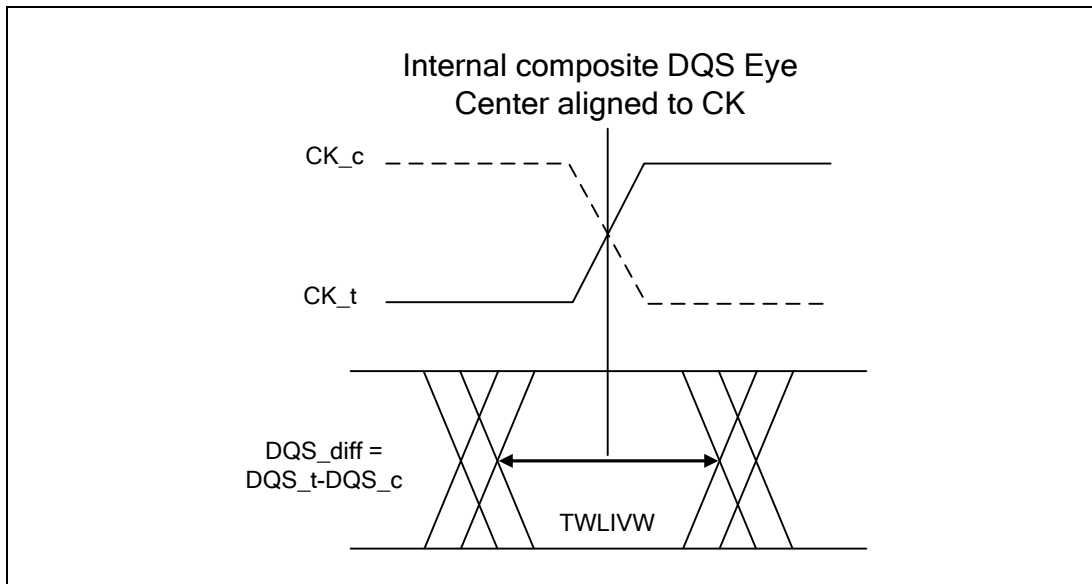 Internal composite DQS Eye
Center aligned to CK
CK_c
CK_t
DQS_diff =
DQS_t-DQS_c
TWLIVW